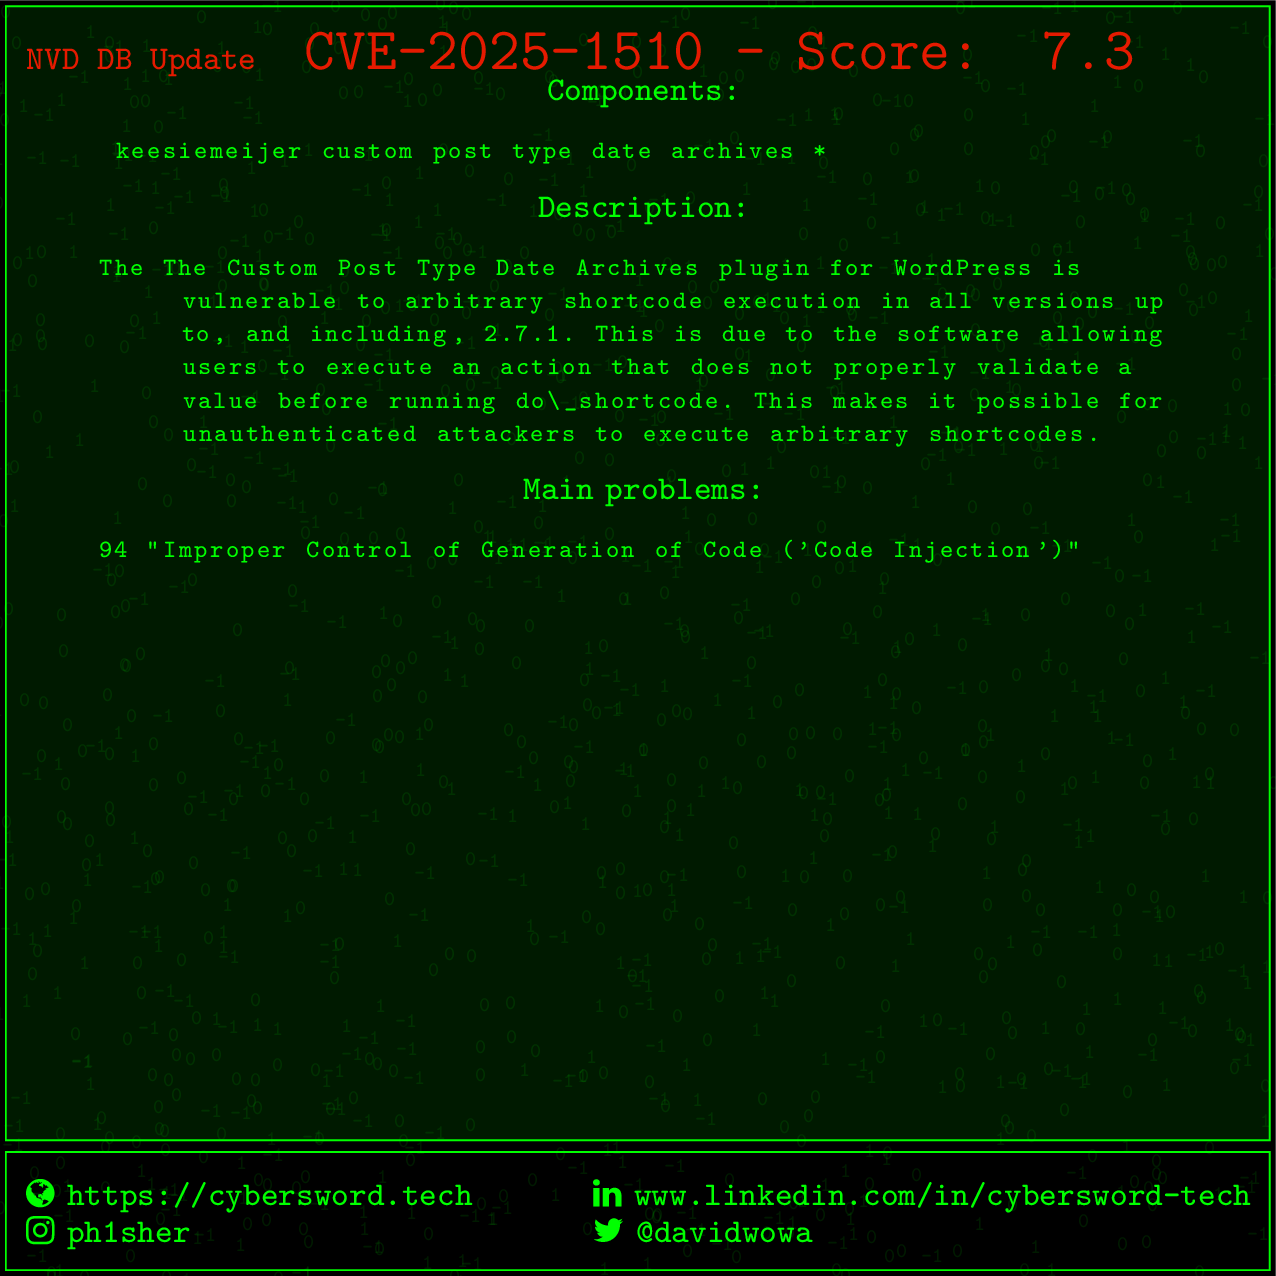 NVD DB Update CVE-2025-1510 - Score: 7.3
Components:
keesiemeijer custom post type date archives *
Description:
The The Custom Post Type Date Archives plugin for WordPress is
vulnerable to arbitrary shortcode execution in all versions up
to, and including, 2.7.1. This is due to the software allowing
users to execute an action that does not properly validate a
value before running do\_shortcode. This makes it possible for
unauthenticated attackers to execute arbitrary shortcodes.
Main problems:
94 "Improper Control of Generation of Code ('Code Injection')"
https://cybersword.tech
www.linkedin.com/in/cybersword-tech
ph1sher
@davidwowa